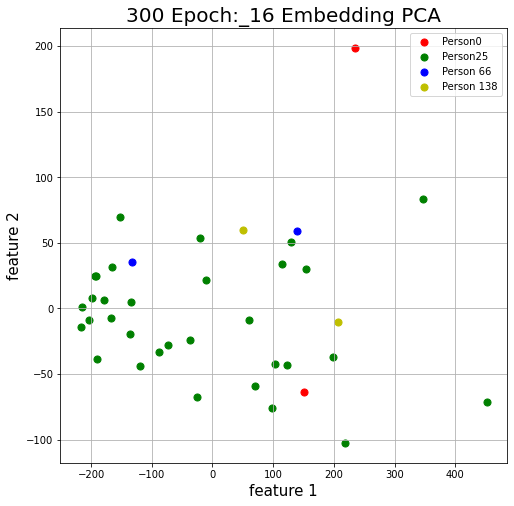 300 Epoch:_16 Embedding PCA
Person0
Person25
Person 66
Person 138
feature 2
200
150
100
50
0
−50
−100
−200
−100
0
100
200
300
400
feature 1